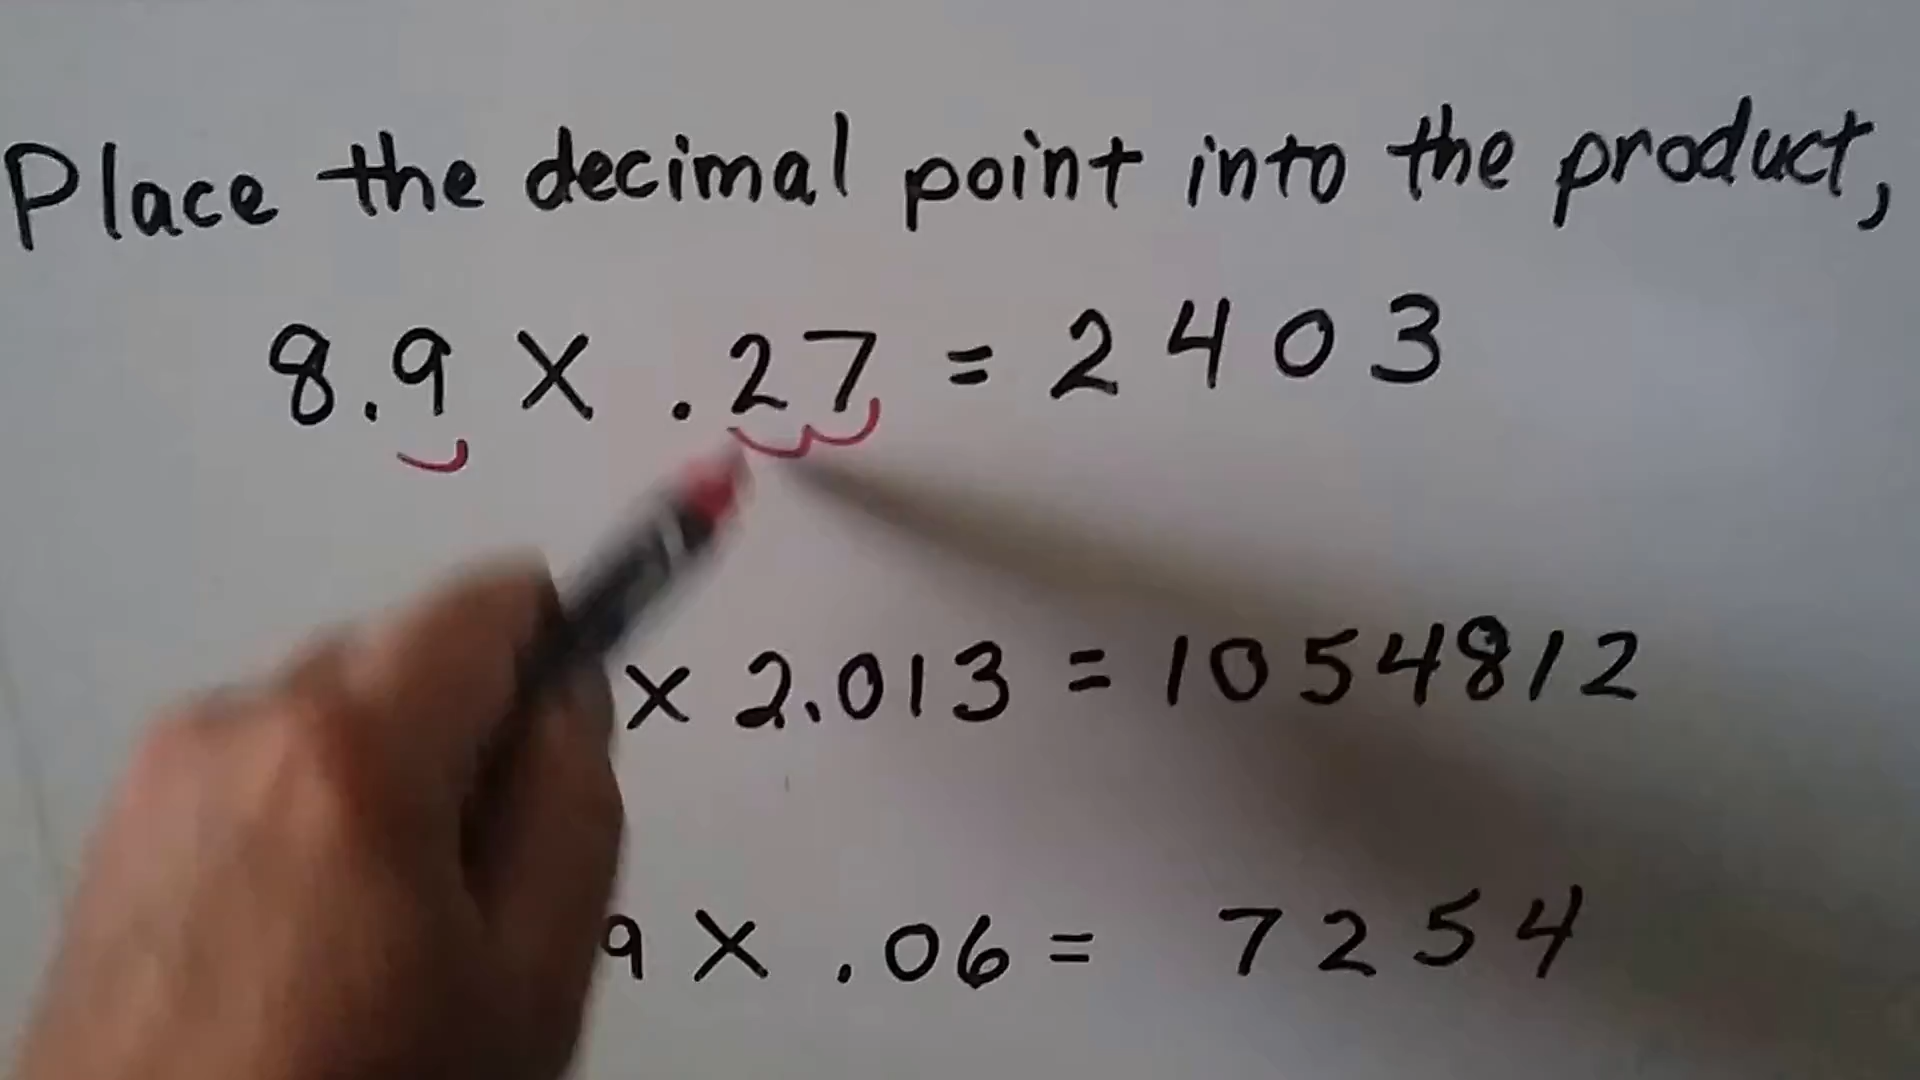 Place the decimal point into the product,
8.9 X .27 = 2403
x 2.013 = 1054812
9 X .06 = 7254